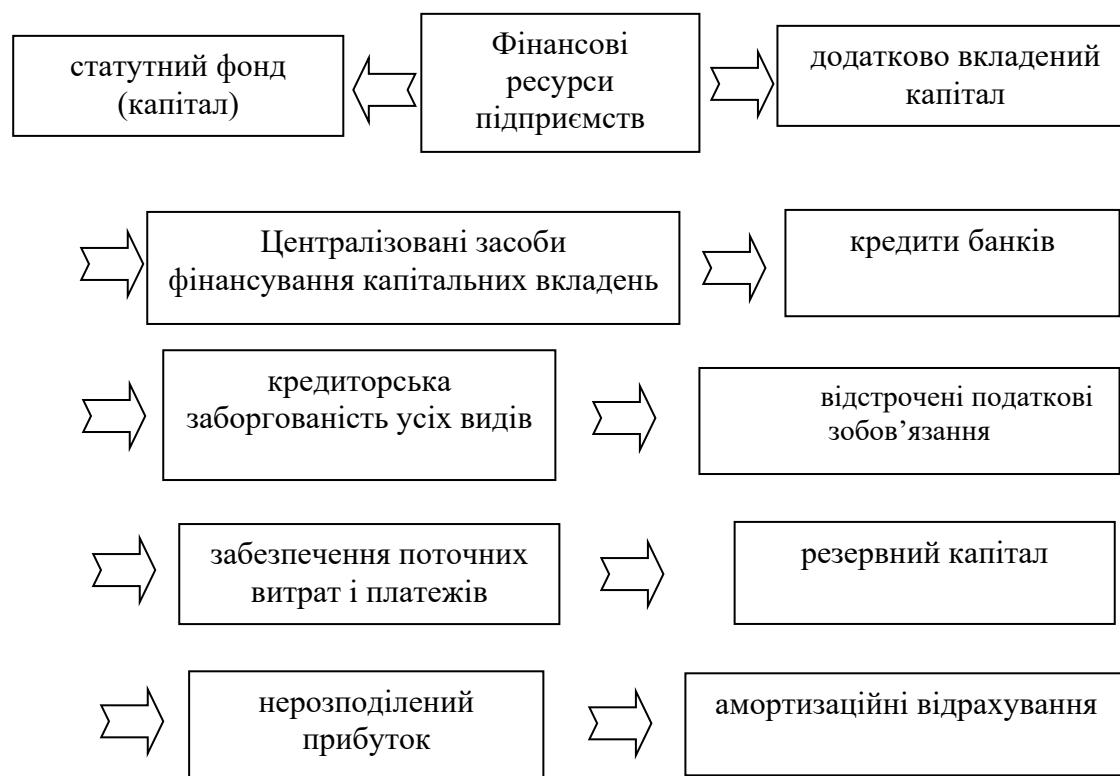 статутний фонд
(капітал)
Фінансові
ресурси
підприємств
додатково вкладений
капітал
Централізовані засоби
фінансування капітальних вкладень
кредити банків
кредиторська
заборгованість усіх видів
відстрочені податкові
зобов’язання
забезпечення поточних
витрат і платежів
резервний капітал
нерозподілений
прибуток
амортизаційні відрахування